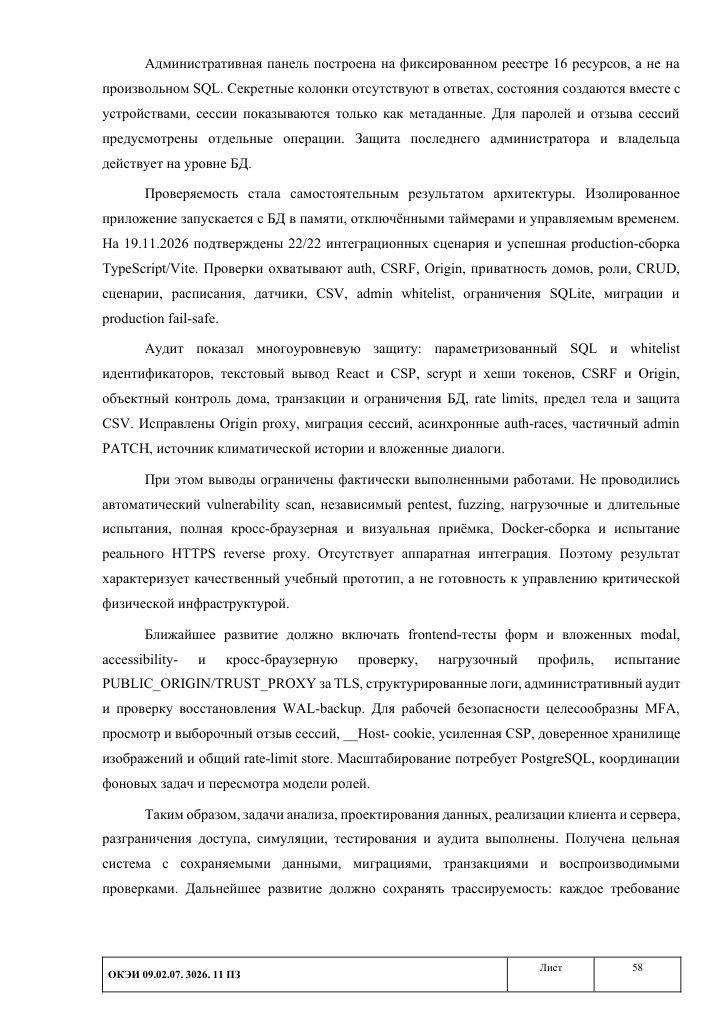 Административная панель построена на фиксированном реестре 16 ресурсов, а не на
произвольном SQL. Секретные колонки отсутствуют в ответах, состояния создаются вместе с
устройствами, сессии показываются только как метаданные. Для паролей и отзыва сессий
предусмотрены отдельные операции. Защита последнего администратора и владельца
действует на уровне БД.
Проверяемость стала самостоятельным результатом архитектуры. Изолированное
приложение запускается с БД в памяти, отключёнными таймерами и управляемым временем.
На 19.11.2026 подтверждены 22/22 интеграционных сценария и успешная production-сборка
TypeScript/Vite. Проверки охватывают auth, CSRF, Origin, приватность домов, роли, CRUD,
сценарии, расписания, датчики, CSV, admin whitelist, ограничения SQLite, миграции и
production fail-safe.
Аудит показал многоуровневую защиту: параметризованный SQL и whitelist
идентификаторов, текстовый вывод React и CSP, scrypt и хеши токенов, CSRF и Origin,
объектный контроль дома, транзакции и ограничения БД, rate limits, предел тела и защита
CSV. Исправлены Origin proxy, миграция сессий, асинхронные auth-races, частичный admin
PATCH, источник климатической истории и вложенные диалоги.
При этом выводы ограничены фактически выполненными работами. Не проводились
автоматический vulnerability scan, независимый pentest, fuzzing, нагрузочные и длительные
испытания, полная кросс-браузерная и визуальная приёмка, Docker-сборка и испытание
реального HTTPS reverse proxy. Отсутствует аппаратная интеграция. Поэтому результат
характеризует качественный учебный прототип, а не готовность к управлению критической
физической инфраструктурой.
Ближайшее развитие должно включать frontend-тесты форм и вложенных modal,
accessibility- и кросс-браузерную проверку, нагрузочный профиль, испытание
PUBLIC_ORIGIN/TRUST_PROXY за TLS, структурированные логи, административный аудит
и проверку восстановления WAL-backup. Для рабочей безопасности целесообразны MFA,
просмотр и выборочный отзыв сессий, __Host- cookie, усиленная CSP, доверенное хранилище
изображений и общий rate-limit store. Масштабирование потребует PostgreSQL, координации
фоновых задач и пересмотра модели ролей.
Таким образом, задачи анализа, проектирования данных, реализации клиента и сервера,
разграничения доступа, симуляции, тестирования и аудита выполнены. Получена цельная
система с сохраняемыми данными, миграциями, транзакциями и воспроизводимыми
проверками. Дальнейшее развитие должно сохранять трассируемость: каждое требование
ОКЭИ 09.02.07. 3026. 11 ПЗ
Лист
58